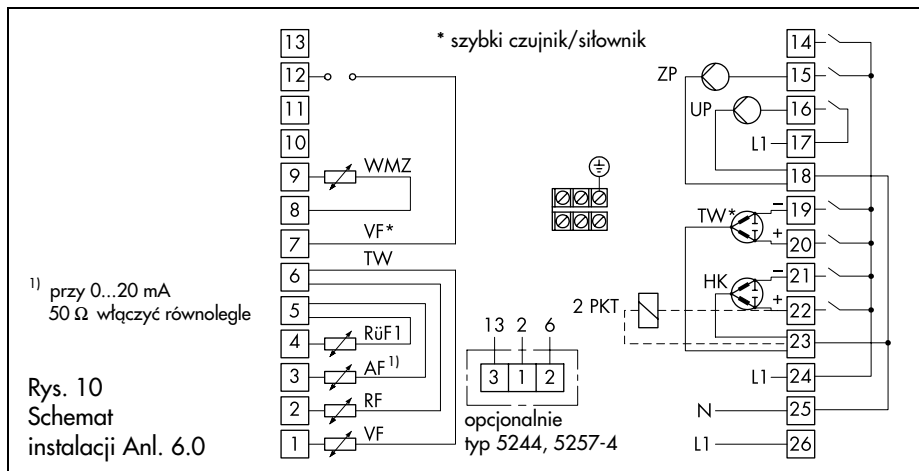 * szybki czujnik/siłownik
13
12
11
10
9 WMZ
8
7 VF*
TW
6
5
4 RüF1
3 AF 1)
2 RF
1 VF
1) przy 0...20 mA
50 Ω włączyć równolegle
Rys. 10
Schemat
instalacji Anl. 6.0
13 2 6
3 1 2
opcjonalnie
typ 5244, 5257-4
14
ZP 15
UP 16
L1 17
18
TW* − 19
+ 20
HK − 21
+ 22
2 PKT
23
L1 24
N 25
L1 26